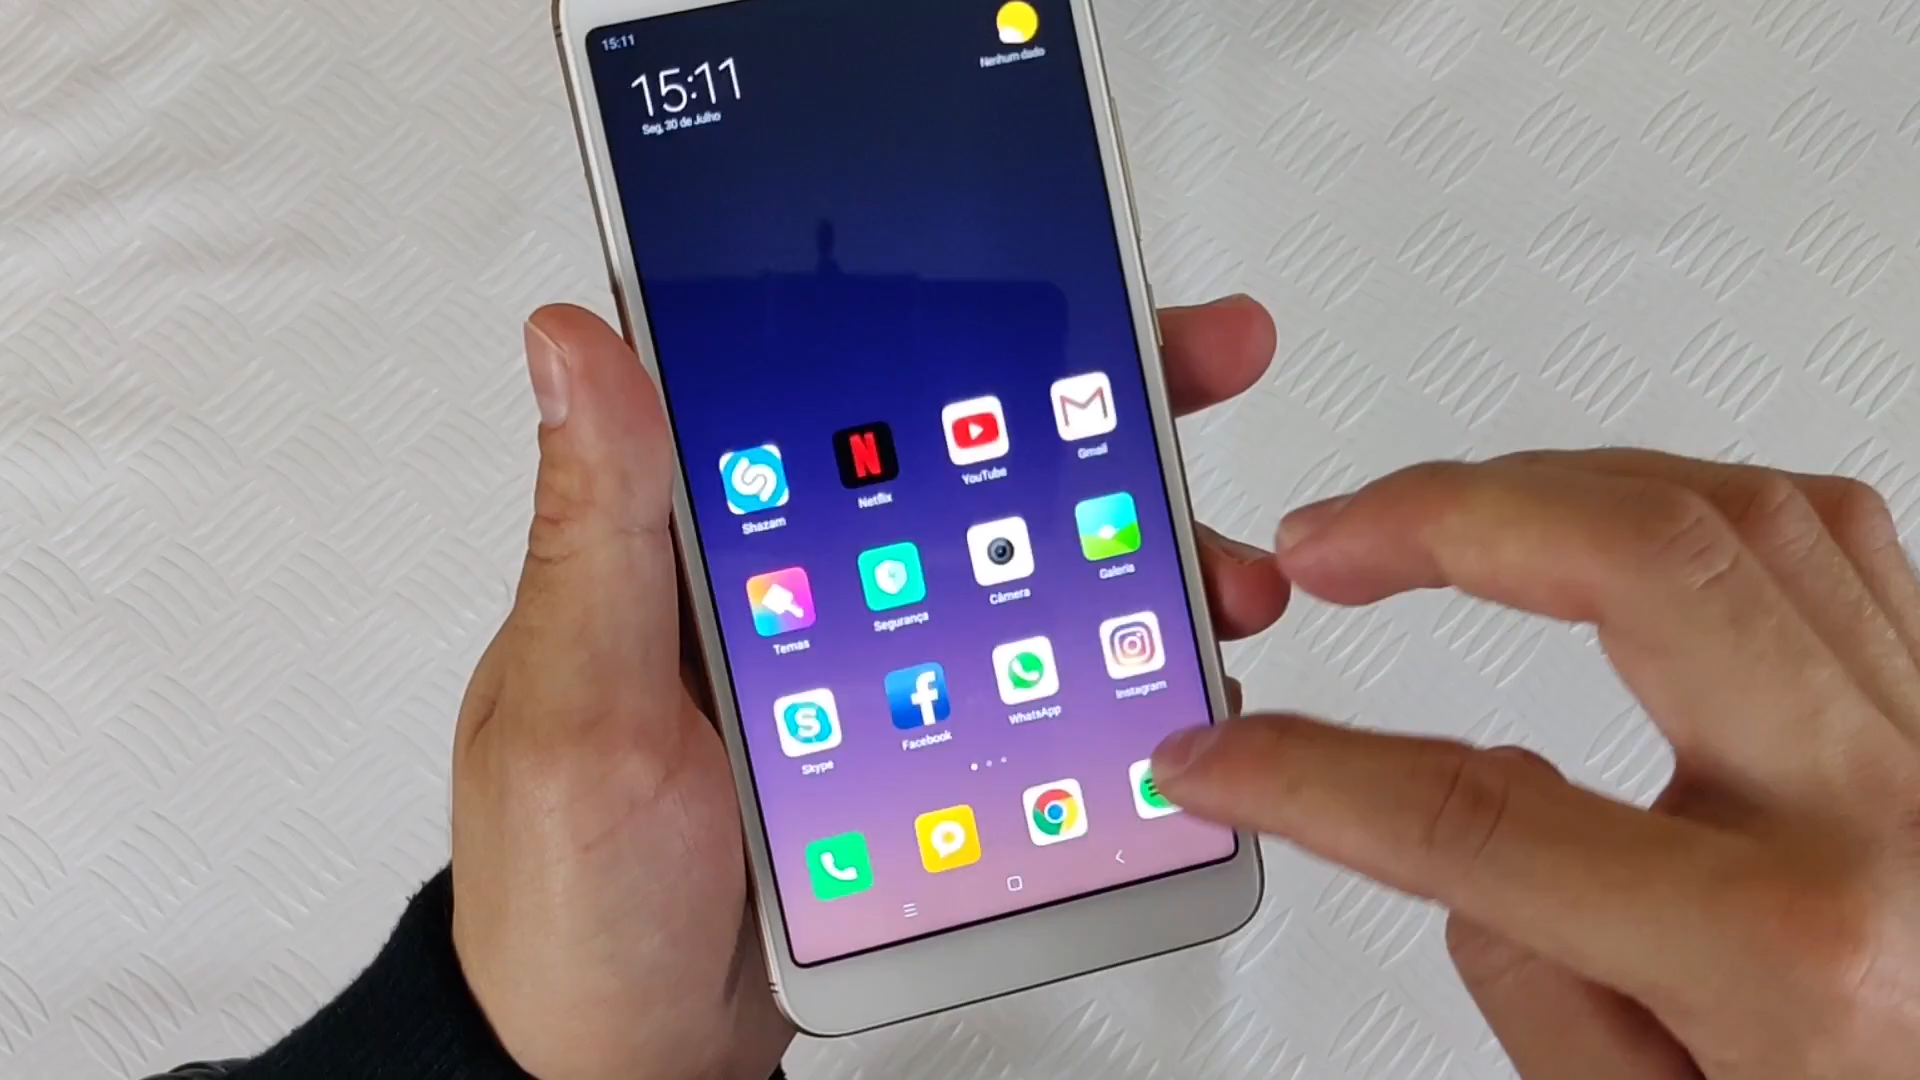 15:11
15:11
Seg, 30 de Julho
Nenhum dado
Shazam
Netflix
YouTube
Gmail
Temas
Segurança
Câmera
Galeria
Skype
Facebook
WhatsApp
Instagram